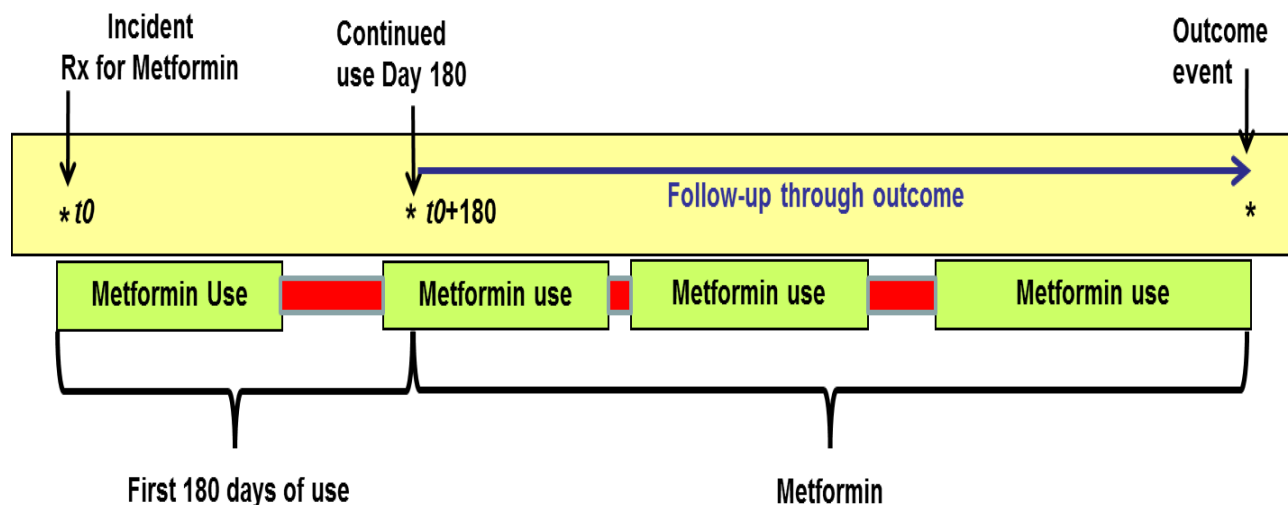 Incident
Rx for Metformin
Continued
use Day 180
Outcome
event
* t0
* t0+180
Follow-up through outcome
*
Metformin Use
Metformin use
Metformin use
Metformin use
First 180 days of use
Metformin